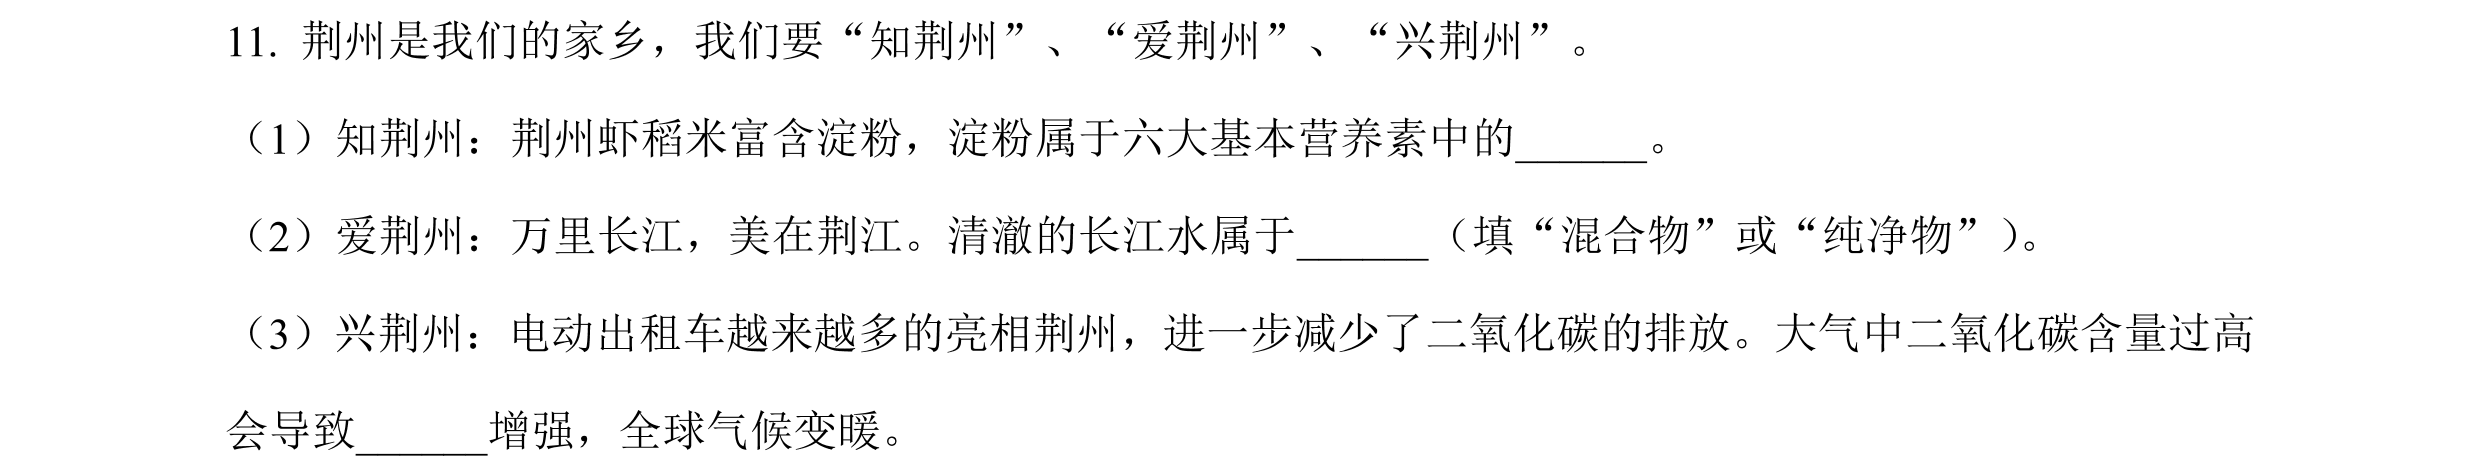 11. 荆州是我们的家乡，我们要“知荆州”、“爱荆州”、“兴荆州”。
（1）知荆州：荆州虾稻米富含淀粉，淀粉属于六大基本营养素中的______。
（2）爱荆州：万里长江，美在荆江。清澈的长江水属于______（填“混合物”或“纯净物”）。
（3）兴荆州：电动出租车越来越多的亮相荆州，进一步减少了二氧化碳的排放。大气中二氧化碳含量过高
会导致______增强，全球气候变暖。